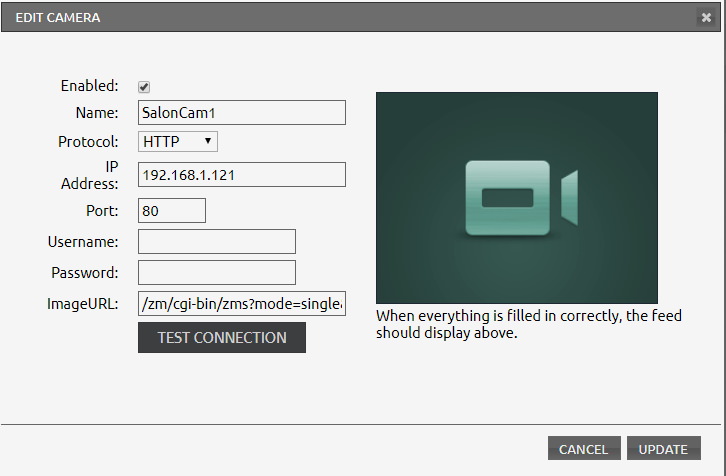 EDIT CAMERA
Enabled:
Name: SalonCam1
Protocol: HTTP
IP
Address: 192.168.1.121
Port: 80
Username:
Password:
ImageURL: /zm/cgi-bin/zms?mode=single
TEST CONNECTION
When everything is filled in correctly, the feed
should display above.
CANCEL UPDATE